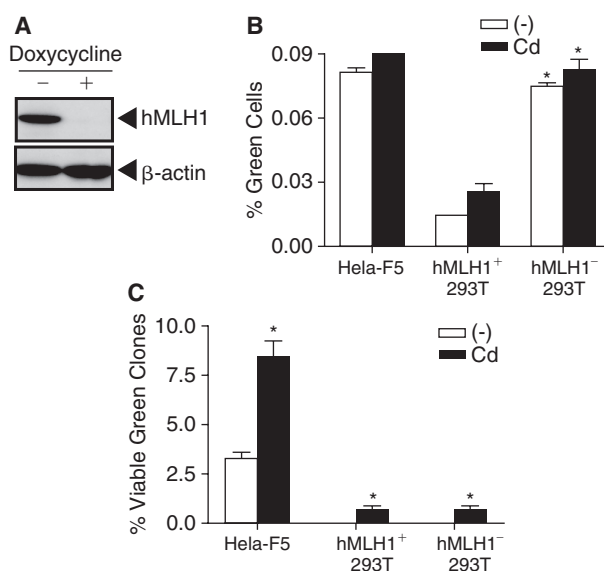 A
Doxycycline
− +
hMLH1
β-actin
B
(-)
Cd
% Green Cells
0.09
0.06
0.03
0.00
* *
Hela-F5
hMLH1⁺
293T
hMLH1⁻
293T
C
(-)
Cd
% Viable Green Clones
10.0
7.5
5.0
2.5
0.0
*
* *
Hela-F5
hMLH1⁺
293T
hMLH1⁻
293T